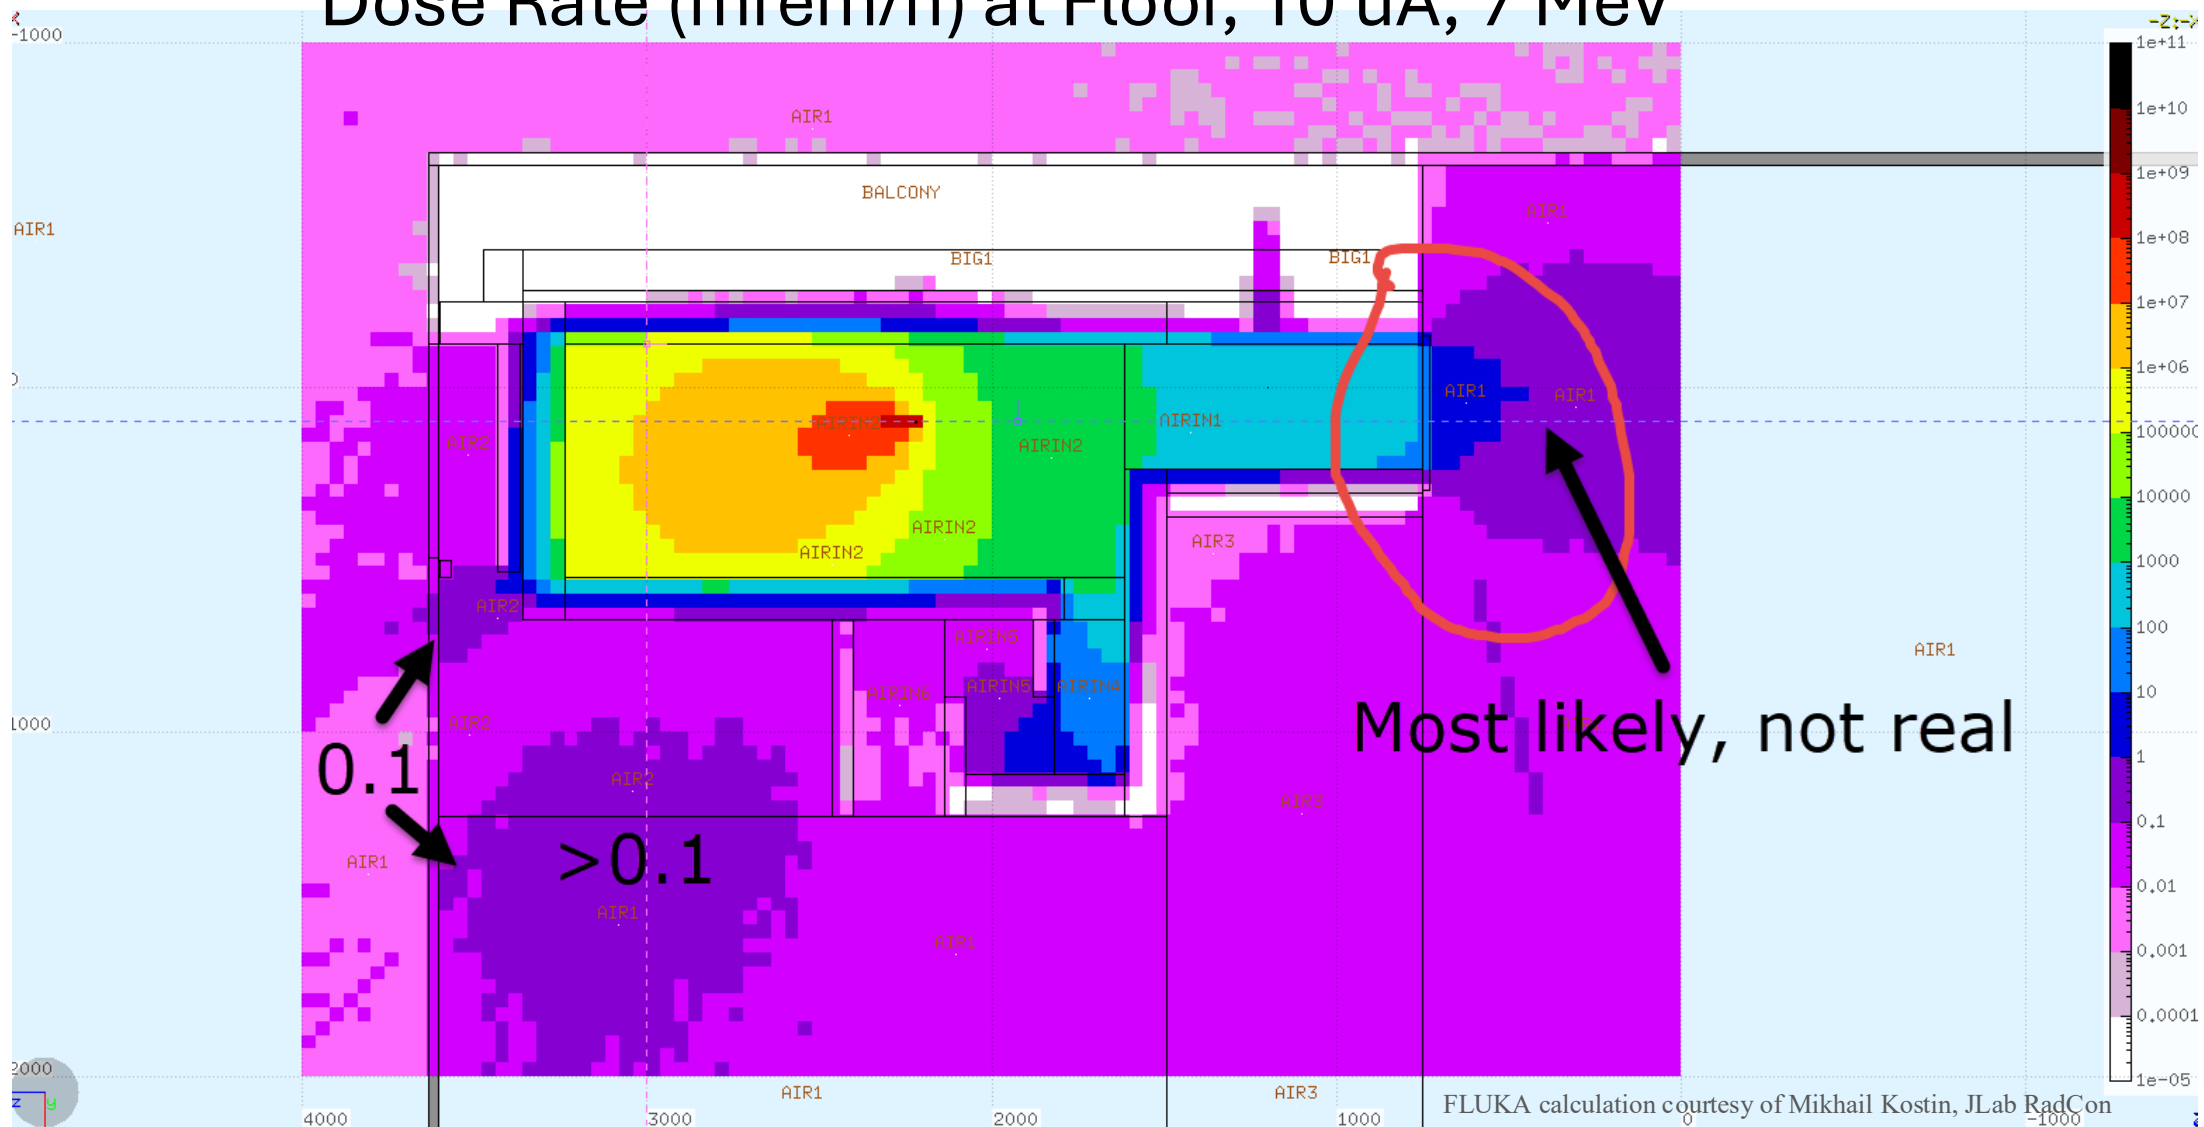 Dose Rate (mrem/h) at Floor, 10 uA, 7 MeV
x
-Z:-X
-1000
1e+11
1e+10
AIR1
1e+09
BALCONY
AIR1
AIR1
1e+08
BIG1
BIG1
1e+07
1e+06
0
AIR1
AIR1
AIRIN2
AIRIN1
100000
AIR2
AIRIN2
10000
AIRIN2
AIR3
AIRIN2
1000
AIR2
100
AIRIN5
AIR1
AIRIN6
AIRIN5
AIRIN4
10
1000
AIR2
Most likely, not real
0.1
AIR2
1
AIR3
0.1
>0.1
AIR1
0.01
AIR1
AIR1
0.001
0.0001
2000
1e-05
AIR1
AIR3
z
y
FLUKA calculation courtesy of Mikhail Kostin, JLab RadCon
4000
3000
2000
1000
0
-1000